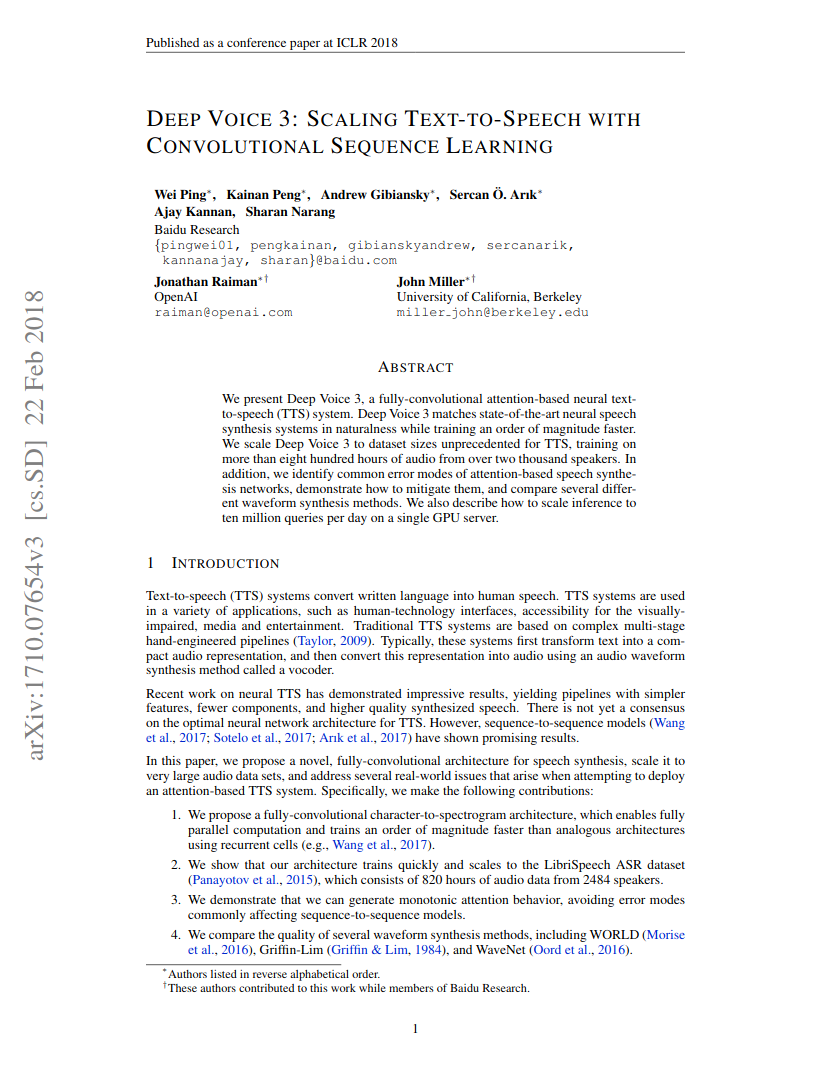 Published as a conference paper at ICLR 2018
DEEP VOICE 3: SCALING TEXT-TO-SPEECH WITH
CONVOLUTIONAL SEQUENCE LEARNING
Wei Ping*, Kainan Peng*, Andrew Gibiansky*, Sercan Ö. Arık*
Ajay Kannan, Sharan Narang
Baidu Research
{pingwei01, pengkainan, gibianskyandrew, sercanarik,
kannanajay, sharan}@baidu.com
Jonathan Raiman*†
OpenAI
raiman@openai.com
John Miller*†
University of California, Berkeley
miller_john@berkeley.edu
ABSTRACT
We present Deep Voice 3, a fully-convolutional attention-based neural text-
to-speech (TTS) system. Deep Voice 3 matches state-of-the-art neural speech
synthesis systems in naturalness while training an order of magnitude faster.
We scale Deep Voice 3 to dataset sizes unprecedented for TTS, training on
more than eight hundred hours of audio from over two thousand speakers. In
addition, we identify common error modes of attention-based speech synthe-
sis networks, demonstrate how to mitigate them, and compare several differ-
ent waveform synthesis methods. We also describe how to scale inference to
ten million queries per day on a single GPU server.
1 INTRODUCTION
Text-to-speech (TTS) systems convert written language into human speech. TTS systems are used
in a variety of applications, such as human-technology interfaces, accessibility for the visually-
impaired, media and entertainment. Traditional TTS systems are based on complex multi-stage
hand-engineered pipelines (Taylor, 2009). Typically, these systems first transform text into a com-
pact audio representation, and then convert this representation into audio using an audio waveform
synthesis method called a vocoder.
Recent work on neural TTS has demonstrated impressive results, yielding pipelines with simpler
features, fewer components, and higher quality synthesized speech. There is not yet a consensus
on the optimal neural network architecture for TTS. However, sequence-to-sequence models (Wang
et al., 2017; Sotelo et al., 2017; Arık et al., 2017) have shown promising results.
In this paper, we propose a novel, fully-convolutional architecture for speech synthesis, scale it to
very large audio data sets, and address several real-world issues that arise when attempting to deploy
an attention-based TTS system. Specifically, we make the following contributions:
1. We propose a fully-convolutional character-to-spectrogram architecture, which enables fully
parallel computation and trains an order of magnitude faster than analogous architectures
using recurrent cells (e.g., Wang et al., 2017).
2. We show that our architecture trains quickly and scales to the LibriSpeech ASR dataset
(Panayotov et al., 2015), which consists of 820 hours of audio data from 2484 speakers.
3. We demonstrate that we can generate monotonic attention behavior, avoiding error modes
commonly affecting sequence-to-sequence models.
4. We compare the quality of several waveform synthesis methods, including WORLD (Morise
et al., 2016), Griffin-Lim (Griffin & Lim, 1984), and WaveNet (Oord et al., 2016).
*Authors listed in reverse alphabetical order.
†These authors contributed to this work while members of Baidu Research.
1
arXiv:1710.07654v3 [cs.SD] 22 Feb 2018